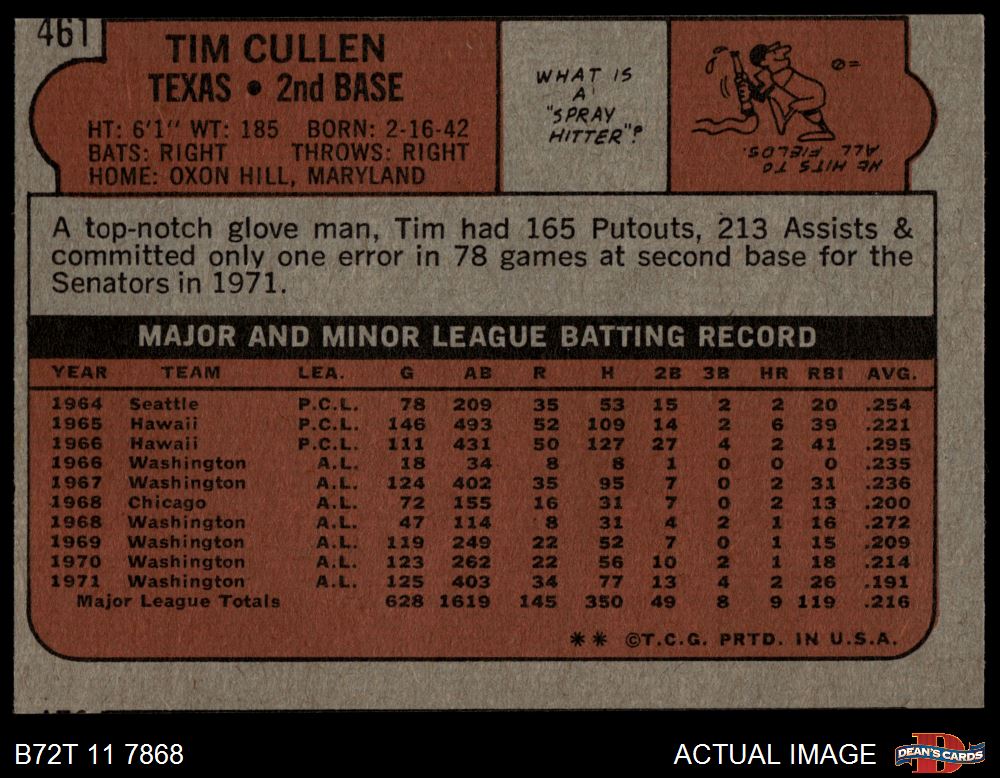 461
TIM CULLEN
TEXAS • 2nd BASE
HT: 6'1" WT: 185 BORN: 2-16-42
BATS: RIGHT THROWS: RIGHT
HOME: OXON HILL, MARYLAND
WHAT IS
A
"SPRAY
HITTER"?
HE HITS TO
ALL FIELDS.
A top-notch glove man, Tim had 165 Putouts, 213 Assists &
committed only one error in 78 games at second base for the
Senators in 1971.
MAJOR AND MINOR LEAGUE BATTING RECORD
YEAR TEAM LEA. G AB R H 2B 3B HR RBI AVG.
1964 Seattle P.C.L. 78 209 35 53 15 2 2 20 .254
1965 Hawaii P.C.L. 146 493 52 109 14 2 6 39 .221
1966 Hawaii P.C.L. 111 431 50 127 27 4 2 41 .295
1966 Washington A.L. 18 34 8 8 1 0 0 0 .235
1967 Washington A.L. 124 402 35 95 7 0 2 31 .236
1968 Chicago A.L. 72 155 16 31 7 0 2 13 .200
1968 Washington A.L. 47 114 8 31 4 2 1 16 .272
1969 Washington A.L. 119 249 22 52 7 0 1 15 .209
1970 Washington A.L. 123 262 22 56 10 2 1 18 .214
1971 Washington A.L. 125 403 34 77 13 4 2 26 .191
Major League Totals 628 1619 145 350 49 8 9 119 .216
** ©T.C.G. PRTD. IN U.S.A.
B72T 11 7868
ACTUAL IMAGE
DEAN'S CARDS